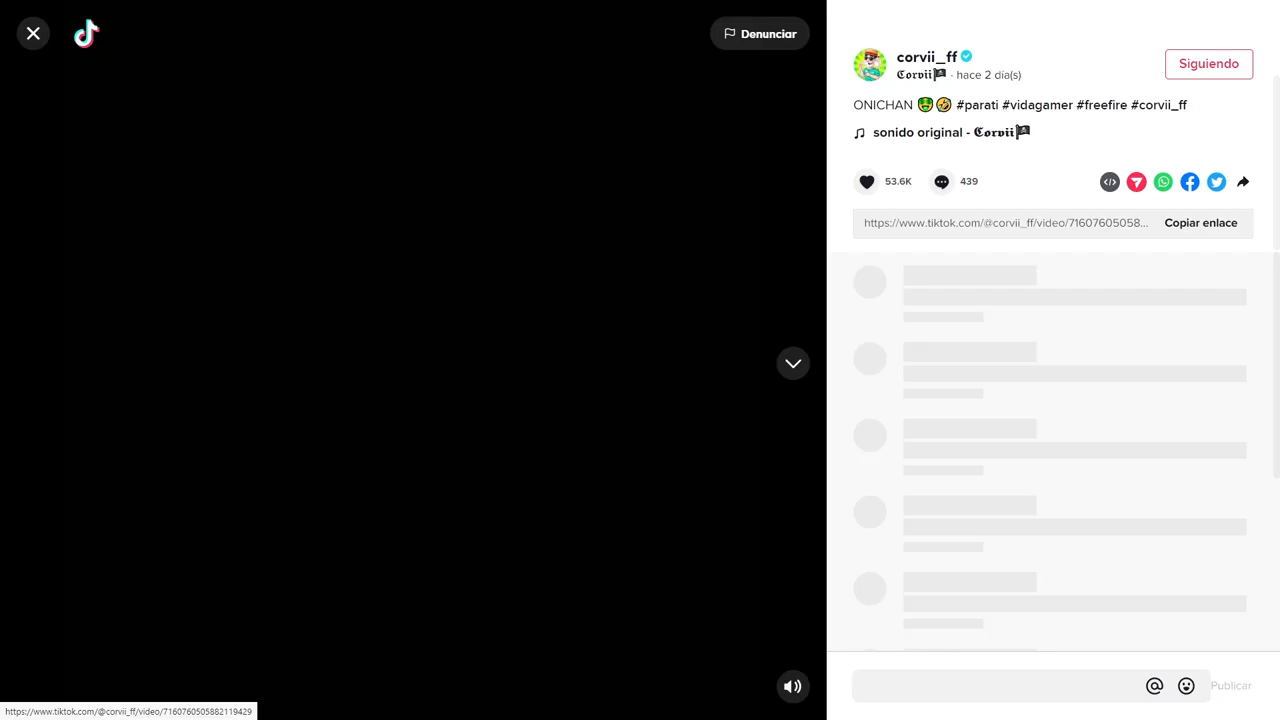 Denunciar
corvii_ff
ℭ𝔬𝔯𝔳𝔦𝔦🏴‍☠️ · hace 2 día(s)
Siguiendo
ONICHAN 🤑🤣 #parati #vidagamer #freefire #corvii_ff
sonido original - ℭ𝔬𝔯𝔳𝔦𝔦🏴‍☠️
53.6K
439
https://www.tiktok.com/@corvii_ff/video/71607605058...
Copiar enlace
Publicar
https://www.tiktok.com/@corvii_ff/video/7160760505882119429